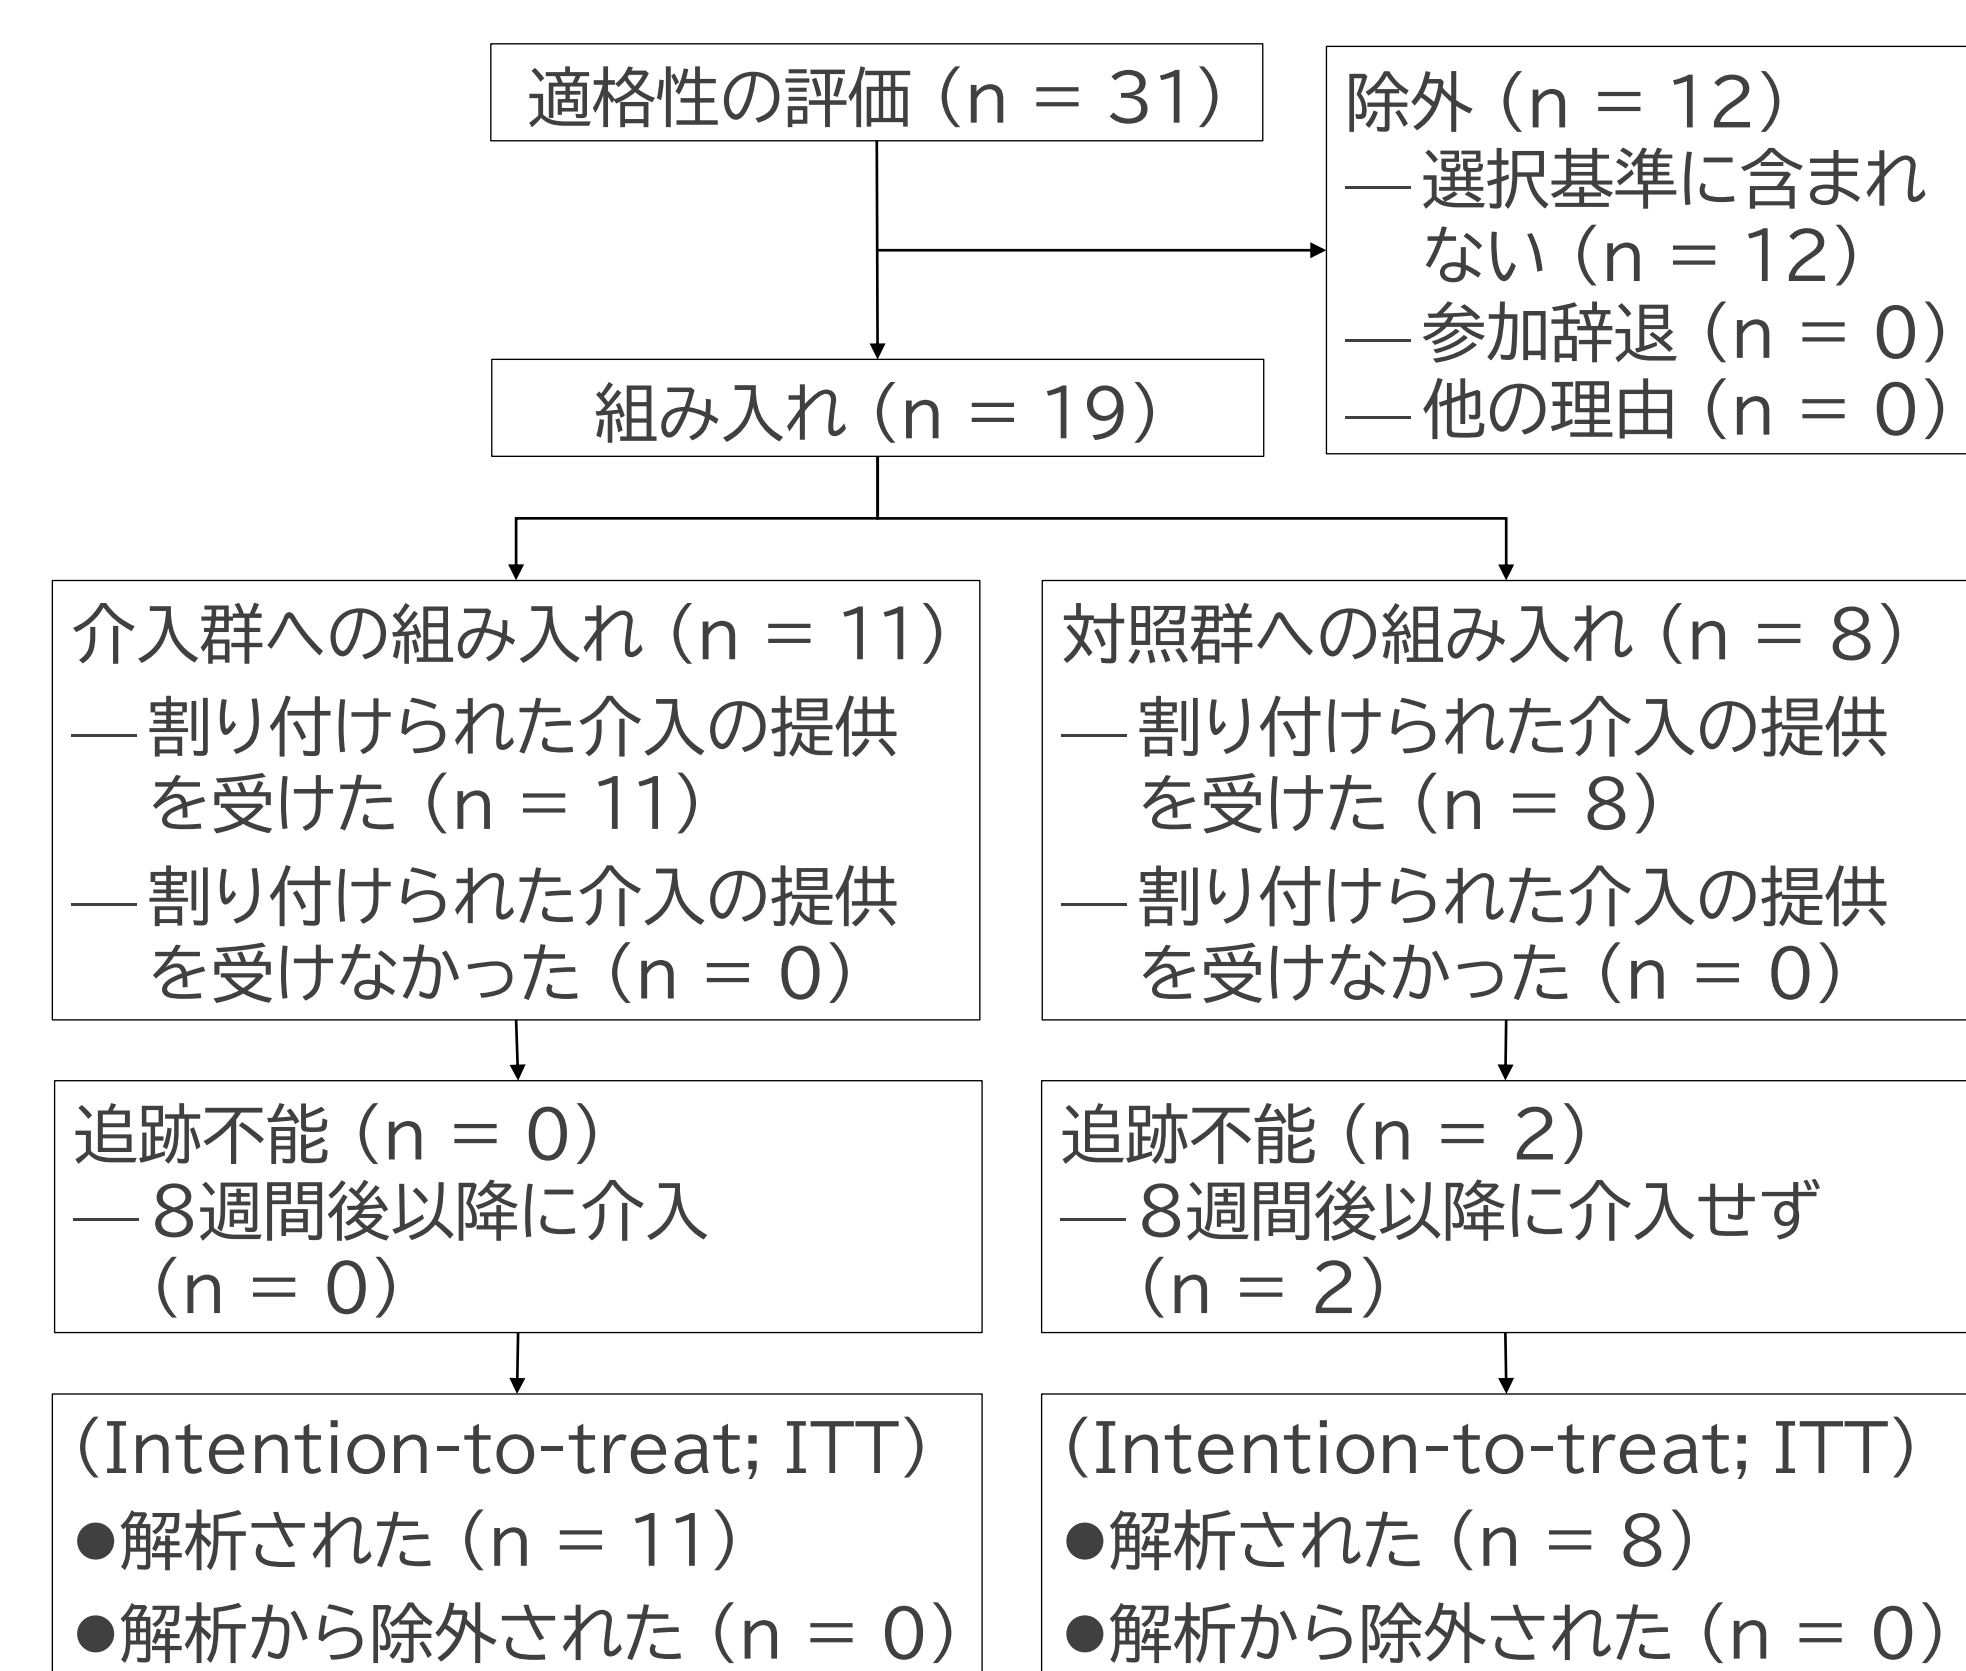 適格性の評価（n = 31）
除外（n = 12）
― 選択基準に含まれ
ない（n = 12）
― 参加辞退（n = 0）
― 他の理由（n = 0）
組み入れ（n = 19）
介入群への組み入れ（n = 11）
― 割り付けられた介入の提供
を受けた（n = 11）
― 割り付けられた介入の提供
を受けなかった（n = 0）
対照群への組み入れ（n = 8）
― 割り付けられた介入の提供
を受けた（n = 8）
― 割り付けられた介入の提供
を受けなかった（n = 0）
追跡不能（n = 0）
― 8週間後以降に介入
（n = 0）
追跡不能（n = 2）
― 8週間後以降に介入せず
（n = 2）
（Intention-to-treat; ITT）
●解析された（n = 11）
●解析から除外された（n = 0）
（Intention-to-treat; ITT）
●解析された（n = 8）
●解析から除外された（n = 0）